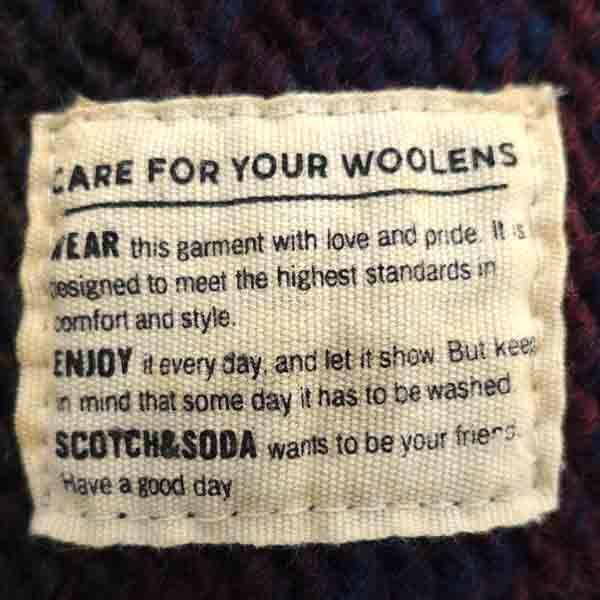 CARE FOR YOUR WOOLENS
WEAR this garment with love and pride. It is
designed to meet the highest standards in
comfort and style.
ENJOY it every day, and let it show. But keep
in mind that some day it has to be washed
SCOTCH&SODA wants to be your friend.
Have a good day